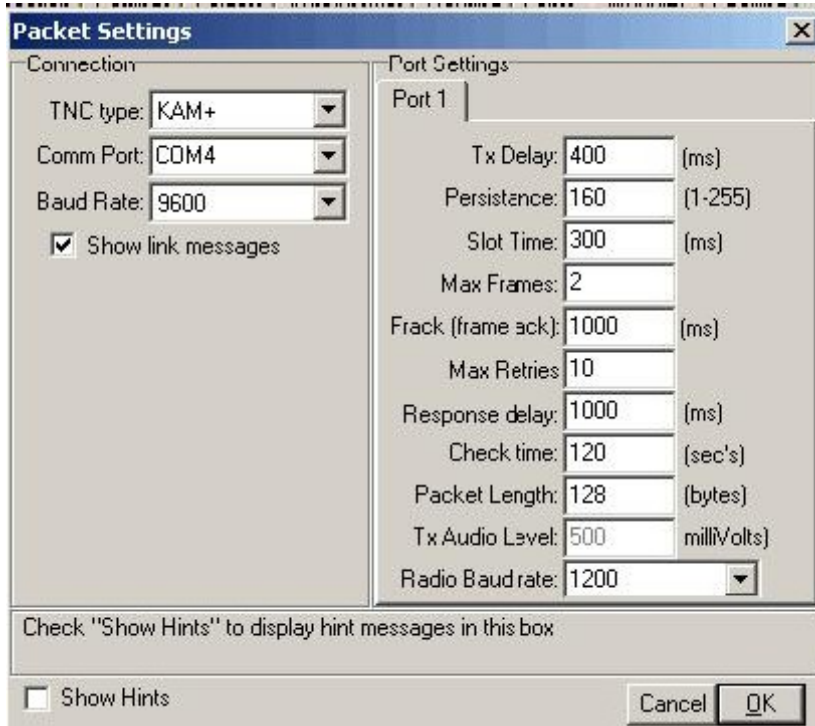 Packet Settings
Connection
TNC type: KAM+
Comm Port: COM4
Baud Rate: 9600
Show link messages
Port Settings
Port 1
Tx Delay: 400 (ms)
Persistance: 160 (1-255)
Slot Time: 300 (ms)
Max Frames: 2
Frack (frame ack): 1000 (ms)
Max Retries 10
Response delay: 1000 (ms)
Check time: 120 (sec's)
Packet Length: 128 (bytes)
Tx Audio Level: 500 milliVolts)
Radio Baud rate: 1200
Check "Show Hints" to display hint messages in this box
Show Hints
Cancel OK